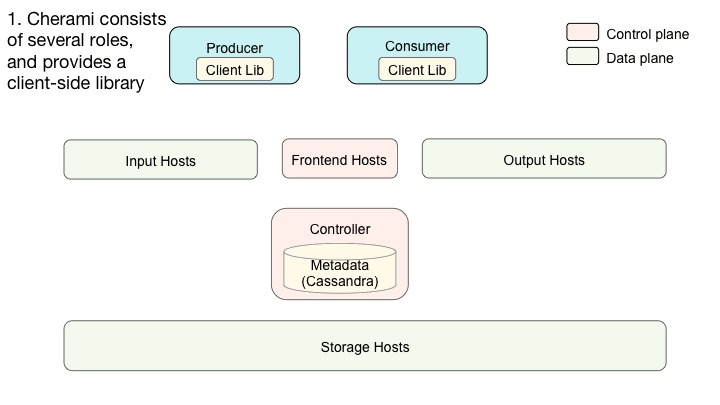 1. Cherami consists
of several roles,
and provides a
client-side library
Producer
Client Lib
Consumer
Client Lib
Control plane
Data plane
Input Hosts
Frontend Hosts
Output Hosts
Controller
Metadata
(Cassandra)
Storage Hosts